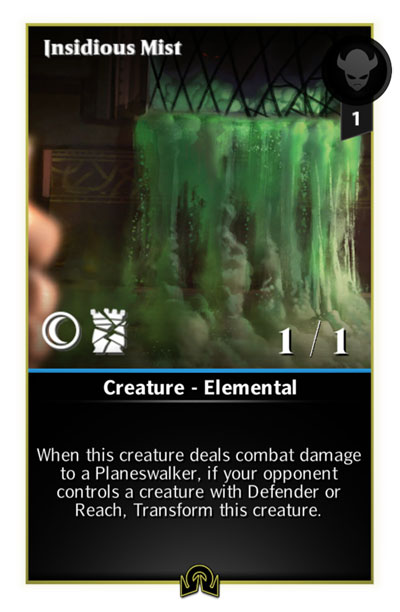 Insidious Mist
1
1 / 1
Creature - Elemental
When this creature deals combat damage
to a Planeswalker, if your opponent
controls a creature with Defender or
Reach, Transform this creature.